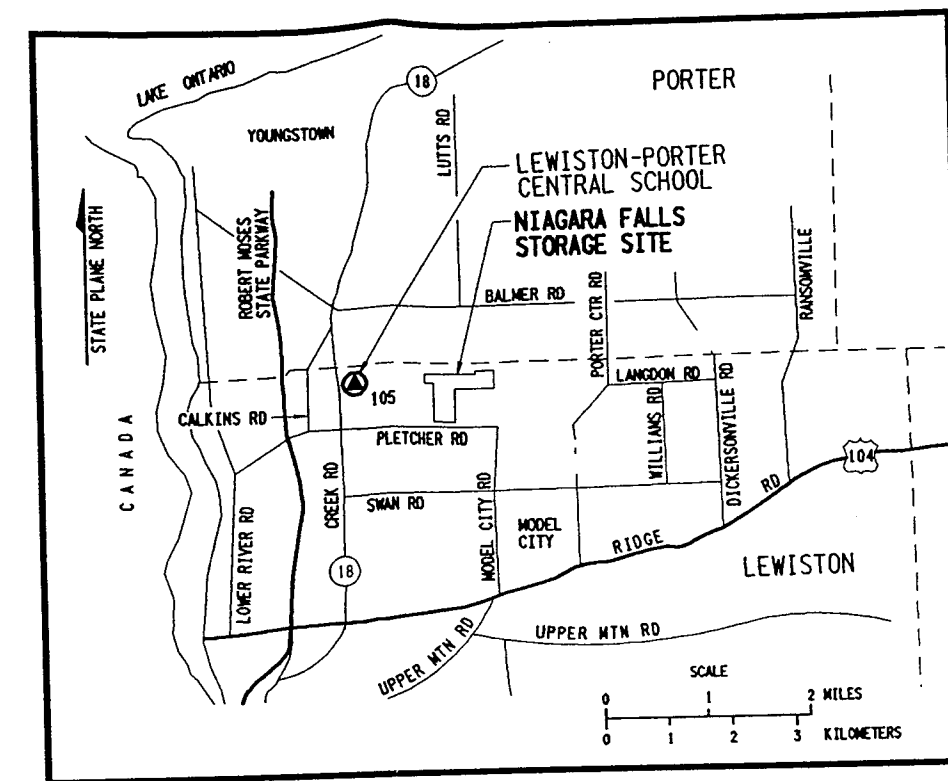 LAKE ONTARIO
18
PORTER
YOUNGSTOWN
LUTTS RD
LEWISTON-PORTER
CENTRAL SCHOOL
NIAGARA FALLS
STORAGE SITE
STATE PLANE NORTH
ROBERT MOSES
STATE PARKWAY
BALMER RD
PORTER CTR RD
RANSOMVILLE
105
LANGDON RD
CALKINS RD
PLETCHER RD
WILLIAMS RD
DICKERSONVILLE RD
104
CANADA
CREEK RD
SWAN RD
MODEL CITY RD
MODEL
CITY
RIDGE RD
LOWER RIVER RD
18
LEWISTON
UPPER MTN RD
UPPER MTN RD
SCALE
0 1 2 MILES
0 1 2 3 KILOMETERS